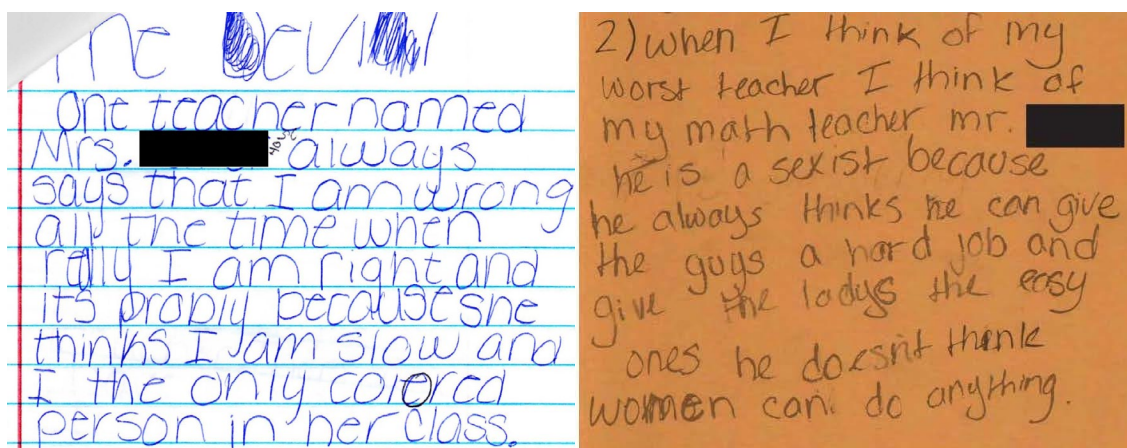 The Devil
one teacher named
Mrs. always
says that I am wrong
all the time when
rally I am right and
it's probly because she
thinks I am slow and
I the only colered
person in her class.
2) when I think of my
worst teacher I think of
my math teacher mr.
he is a sexist because
he always thinks he can give
the guys a hard job and
give the ladys the easy
ones he doesn't think
women can do anything.